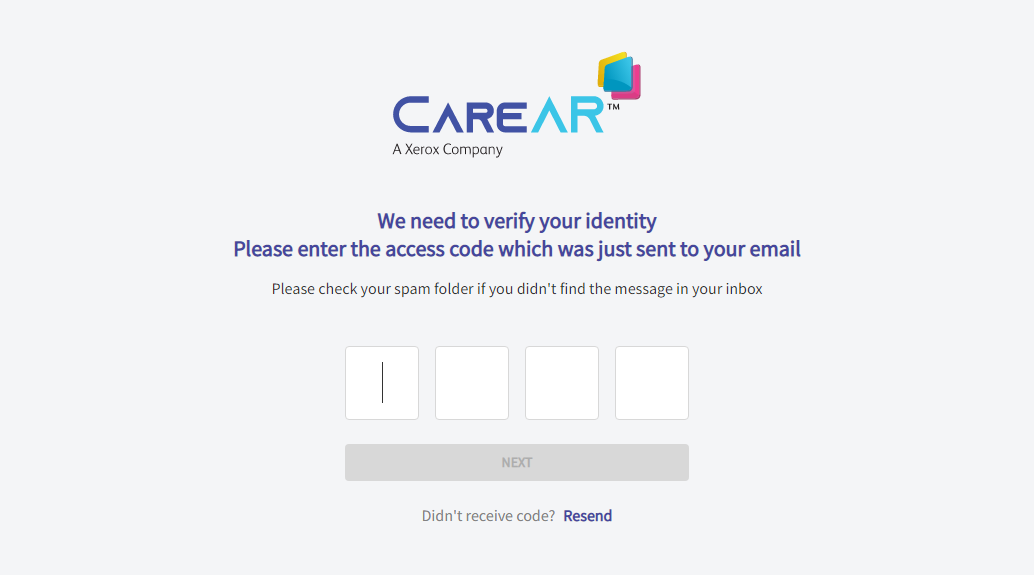 CAREAR™
A Xerox Company
We need to verify your identity
Please enter the access code which was just sent to your email
Please check your spam folder if you didn't find the message in your inbox
NEXT
Didn't receive code? Resend